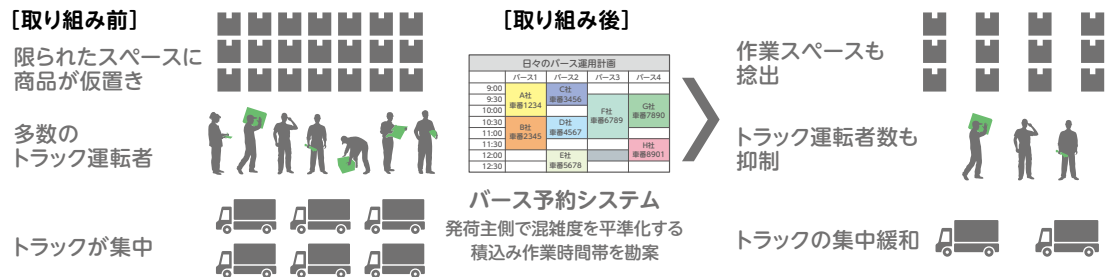 [取り組み前]
限られたスペースに
商品が仮置き
多数の
トラック運転者
トラックが集中
[取り組み後]
日々のバース運用計画
バース1 バース2 バース3 バース4
9:00
9:30
10:00
10:30
11:00
11:30
12:00
12:30
A社
車番1234
B社
車番2345
C社
車番3456
D社
車番4567
E社
車番5678
F社
車番6789
G社
車番7890
H社
車番8901
バース予約システム
発荷主側で混雑度を平準化する
積込み作業時間帯を勘案
作業スペースも
捻出
トラック運転者数も
抑制
トラックの集中緩和